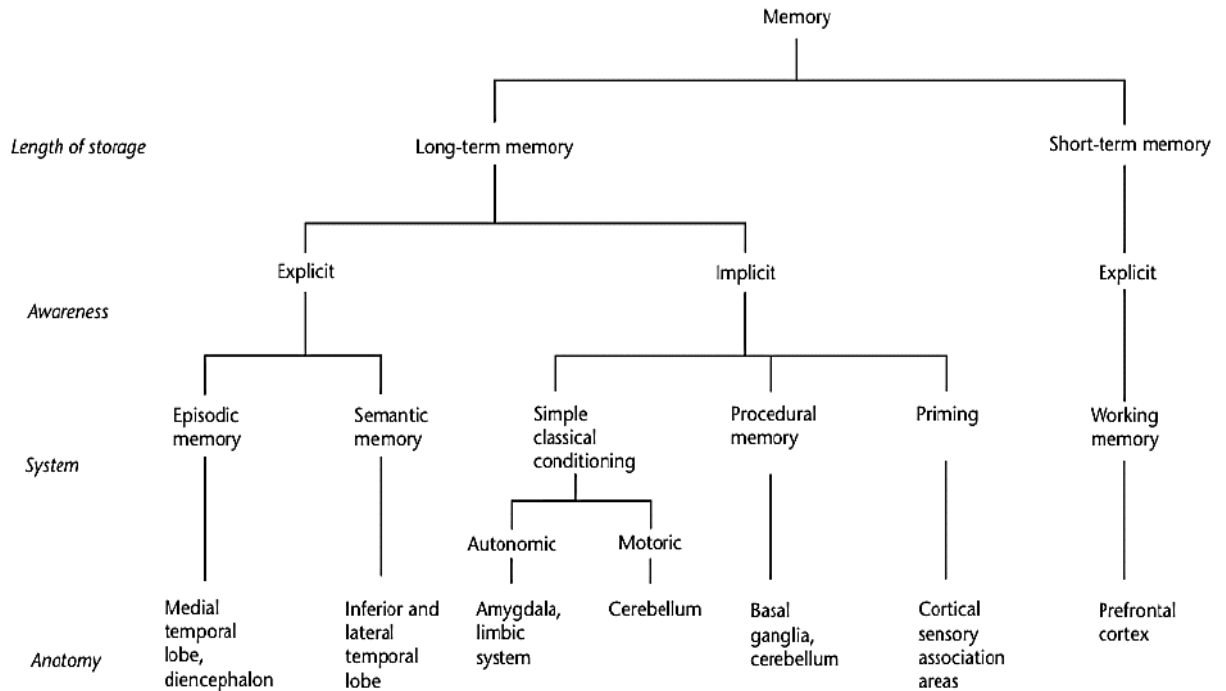 Memory
Length of storage
Long-term memory
Short-term memory
Explicit
Implicit
Explicit
Awareness
Episodic
memory
Semantic
memory
Simple
classical
conditioning
Procedural
memory
Priming
Working
memory
System
Autonomic
Motoric
Medial
temporal
lobe,
diencephalon
Inferior and
lateral
temporal
lobe
Amygdala,
limbic
system
Cerebellum
Basal
ganglia,
cerebellum
Cortical
sensory
association
areas
Prefrontal
cortex
Anatomy